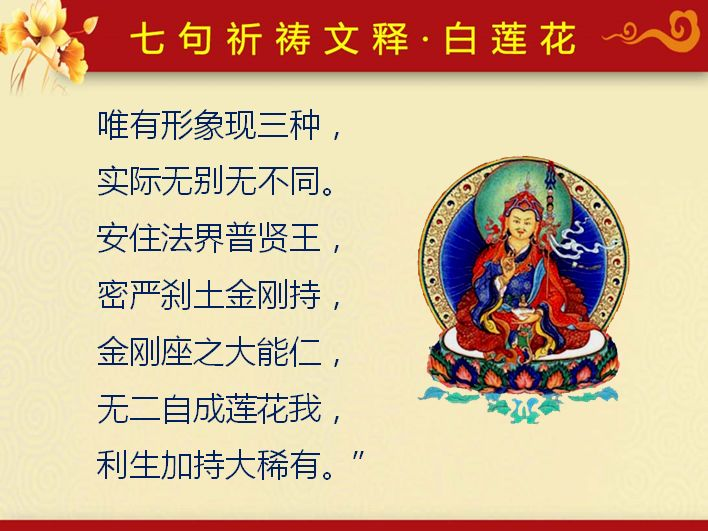 七句祈祷文释·白莲花
唯有形象现三种，
实际无别无不同。
安住法界普贤王，
密严刹土金刚持，
金刚座之大能仁，
无二自成莲花我，
利生加持大稀有。”